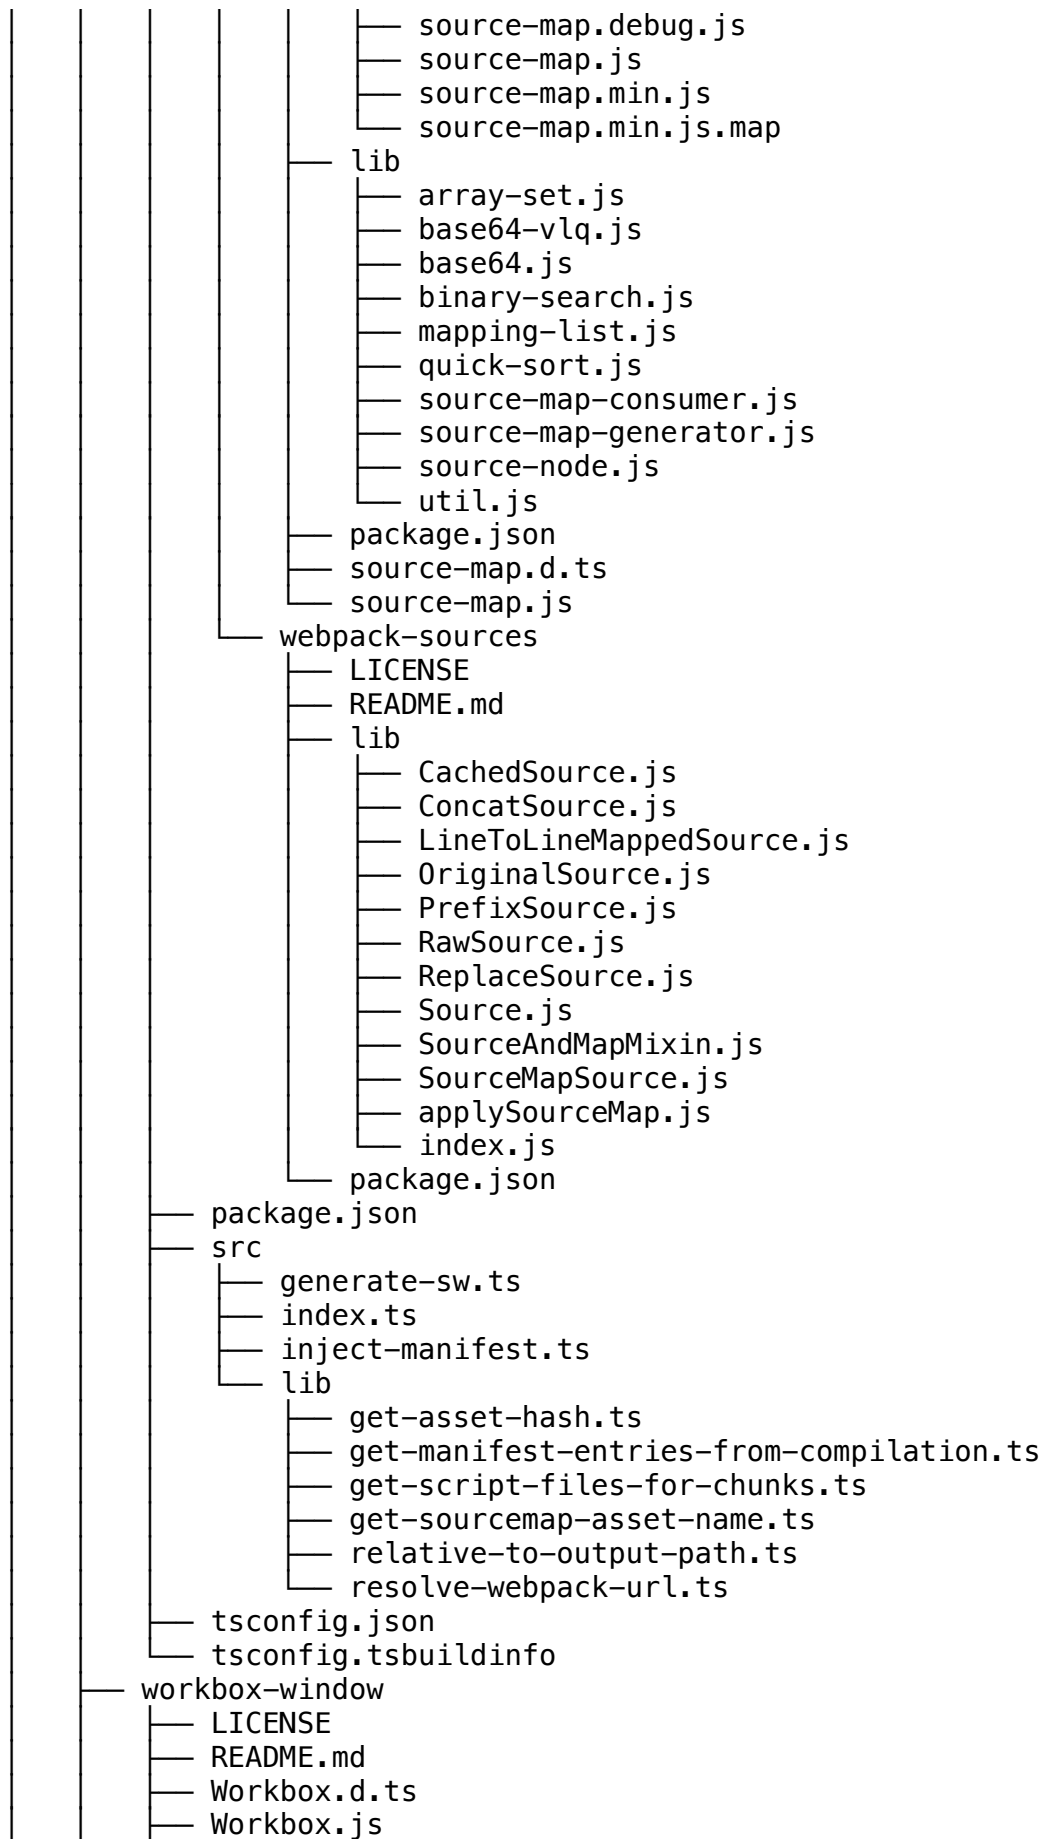 │   │   │   │   │   ├── source-map.debug.js
│   │   │   │   │   ├── source-map.js
│   │   │   │   │   ├── source-map.min.js
│   │   │   │   │   └── source-map.min.js.map
│   │   │   │   ├── lib
│   │   │   │   │   ├── array-set.js
│   │   │   │   │   ├── base64-vlq.js
│   │   │   │   │   ├── base64.js
│   │   │   │   │   ├── binary-search.js
│   │   │   │   │   ├── mapping-list.js
│   │   │   │   │   ├── quick-sort.js
│   │   │   │   │   ├── source-map-consumer.js
│   │   │   │   │   ├── source-map-generator.js
│   │   │   │   │   ├── source-node.js
│   │   │   │   │   └── util.js
│   │   │   │   ├── package.json
│   │   │   │   ├── source-map.d.ts
│   │   │   │   └── source-map.js
│   │   │   └── webpack-sources
│   │   │       ├── LICENSE
│   │   │       ├── README.md
│   │   │       ├── lib
│   │   │       │   ├── CachedSource.js
│   │   │       │   ├── ConcatSource.js
│   │   │       │   ├── LineToLineMappedSource.js
│   │   │       │   ├── OriginalSource.js
│   │   │       │   ├── PrefixSource.js
│   │   │       │   ├── RawSource.js
│   │   │       │   ├── ReplaceSource.js
│   │   │       │   ├── Source.js
│   │   │       │   ├── SourceAndMapMixin.js
│   │   │       │   ├── SourceMapSource.js
│   │   │       │   ├── applySourceMap.js
│   │   │       │   └── index.js
│   │   │       └── package.json
│   │   ├── package.json
│   │   ├── src
│   │   │   ├── generate-sw.ts
│   │   │   ├── index.ts
│   │   │   ├── inject-manifest.ts
│   │   │   └── lib
│   │   │       ├── get-asset-hash.ts
│   │   │       ├── get-manifest-entries-from-compilation.ts
│   │   │       ├── get-script-files-for-chunks.ts
│   │   │       ├── get-sourcemap-asset-name.ts
│   │   │       ├── relative-to-output-path.ts
│   │   │       └── resolve-webpack-url.ts
│   │   ├── tsconfig.json
│   │   └── tsconfig.tsbuildinfo
│   ├── workbox-window
│   │   ├── LICENSE
│   │   ├── README.md
│   │   ├── Workbox.d.ts
│   │   ├── Workbox.js